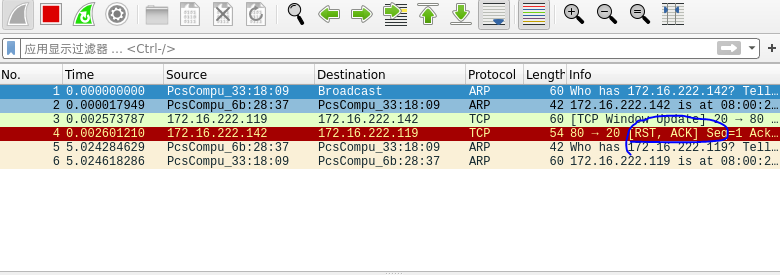 应用显示过滤器 … <Ctrl-/>
No. Time Source Destination Protocol Length Info
1 0.000000000 PcsCompu_33:18:09 Broadcast ARP 60 Who has 172.16.222.142? Tell…
2 0.000017949 PcsCompu_6b:28:37 PcsCompu_33:18:09 ARP 42 172.16.222.142 is at 08:00:2…
3 0.002573787 172.16.222.119 172.16.222.142 TCP 60 [TCP Window Update] 20 → 80 …
4 0.002601210 172.16.222.142 172.16.222.119 TCP 54 80 → 20 [RST, ACK] Seq=1 Ack…
5 5.024284629 PcsCompu_6b:28:37 PcsCompu_33:18:09 ARP 42 Who has 172.16.222.119? Tell…
6 5.024618286 PcsCompu_33:18:09 PcsCompu_6b:28:37 ARP 60 172.16.222.119 is at 08:00:2…